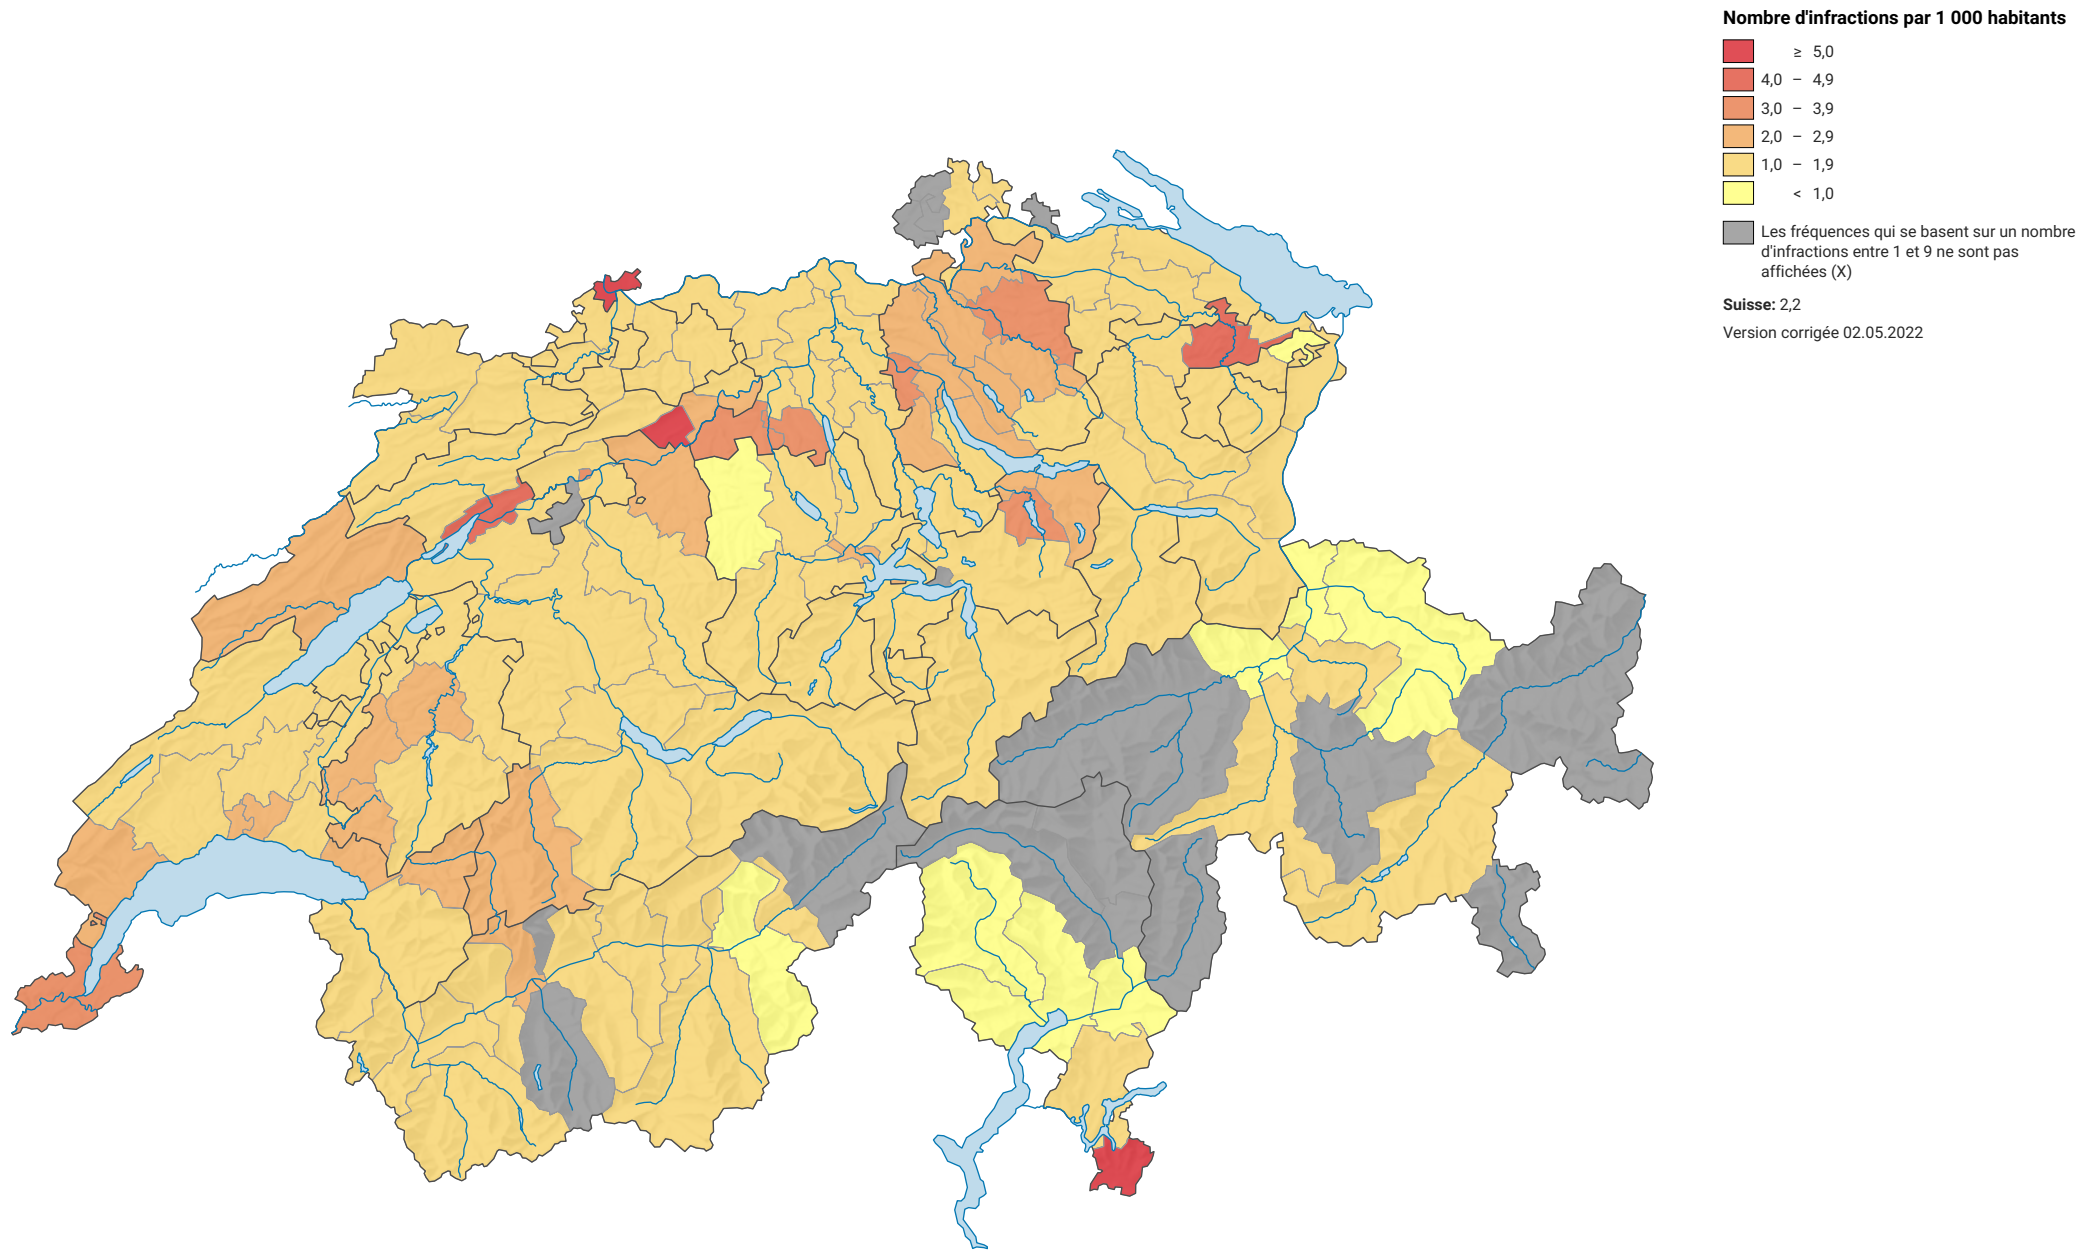 Nombre d'infractions par 1 000 habitants
≥ 5,0
4,0 – 4,9
3,0 – 3,9
2,0 – 2,9
1,0 – 1,9
< 1,0
Les fréquences qui se basent sur un nombre
d'infractions entre 1 et 9 ne sont pas
affichées (X)
Suisse: 2,2
Version corrigée 02.05.2022